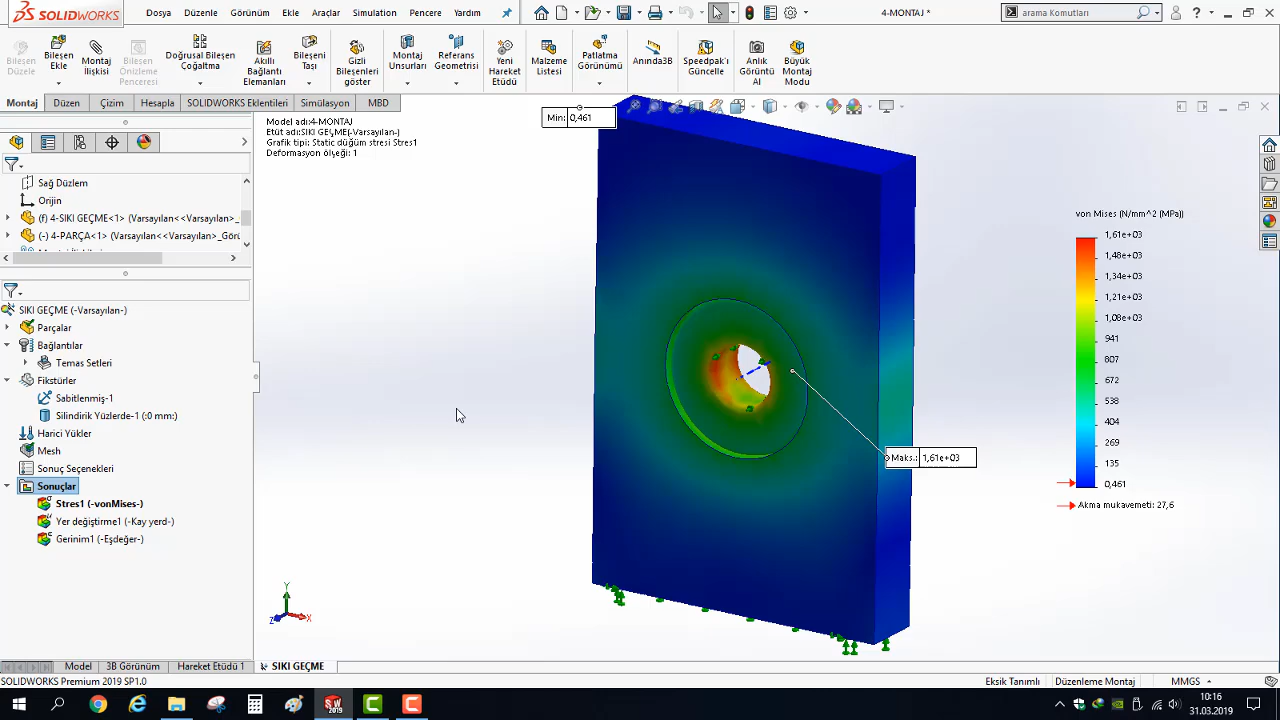 SOLIDWORKS
Dosya Düzenle Görünüm Ekle Araçlar Simulation Pencere Yardım
4-MONTAJ *
arama Komutları
Bileşen Düzenle
Bileşen Ekle
Montaj İlişkisi
Bileşen Önizleme Penceresi
Doğrusal Bileşen Çoğaltma
Akıllı Bağlantı Elemanları
Bileşeni Taşı
Gizli Bileşenleri göster
Montaj Unsurları
Referans Geometrisi
Yeni Hareket Etüdü
Malzeme Listesi
Patlatma Görünümü
Anında3B
Speedpak'ı Güncelle
Anlık Görüntü Al
Büyük Montaj Modu
Montaj Düzen Çizim Hesapla SOLIDWORKS Eklentileri Simülasyon MBD
Model adı:4-MONTAJ
Etüt adı:SIKI GEÇME(-Varsayılan-)
Grafik tipi: Static düğüm stresi Stres1
Deformasyon ölçeği: 1
Min: 0,461
Sağ Düzlem
Orijin
(f) 4-SIKI GEÇME<1> (Varsayılan<<Varsayılan>_
(-) 4-PARÇA<1> (Varsayılan<<Varsayılan>_Görü
SIKI GEÇME (-Varsayılan-)
Parçalar
Bağlantılar
Temas Setleri
Fikstürler
Sabitlenmiş-1
Silindirik Yüzlerde-1 (:0 mm:)
Harici Yükler
Mesh
Sonuç Seçenekleri
Sonuçlar
Stres1 (-vonMises-)
Yer değiştirme1 (-Kay yerd-)
Gerinim1 (-Eşdeğer-)
von Mises (N/mm^2 (MPa))
1,61e+03
1,48e+03
1,34e+03
1,21e+03
1,08e+03
941
807
672
538
404
269
135
0,461
Akma mukavemeti: 27,6
Maks.: 1,61e+03
Y
Z
X
Model 3B Görünüm Hareket Etüdü 1 SIKI GEÇME
SOLIDWORKS Premium 2019 SP1.0
Eksik Tanımlı Düzenleme Montaj MMGS
SW 2019
10:16
31.03.2019